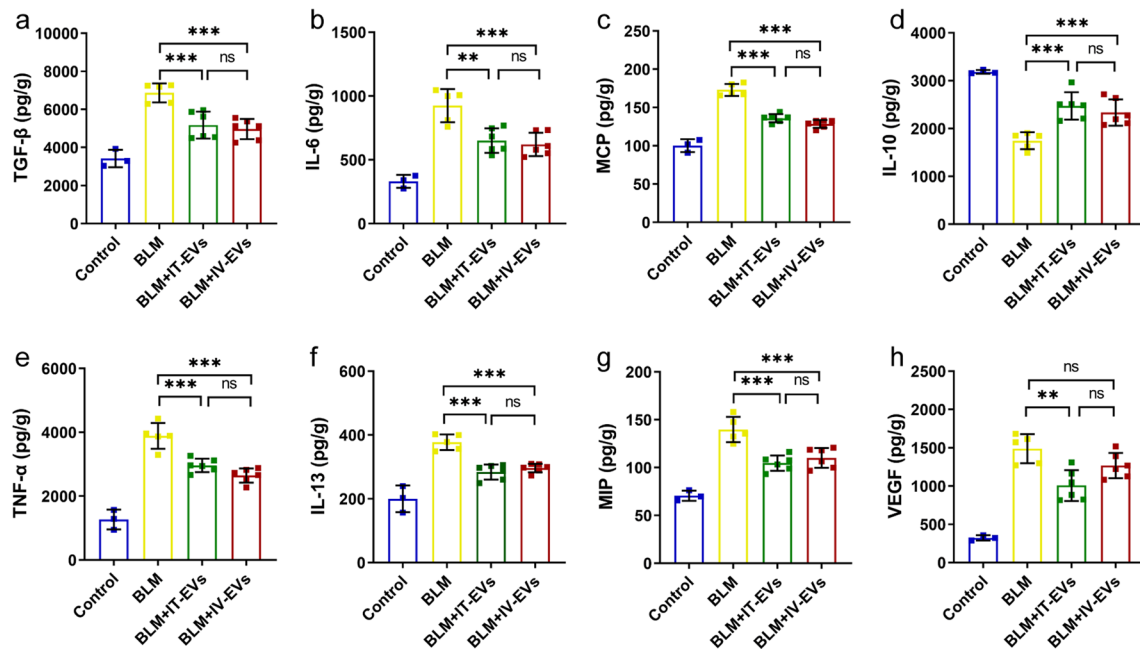 a
TGF-β (pg/g)
10000
8000
6000
4000
2000
0
***
***
ns
Control
BLM
BLM+IT-EVs
BLM+IV-EVs
b
IL-6 (pg/g)
1500
1000
500
0
***
**
ns
Control
BLM
BLM+IT-EVs
BLM+IV-EVs
c
MCP (pg/g)
250
200
150
100
50
0
***
***
ns
Control
BLM
BLM+IT-EVs
BLM+IV-EVs
d
IL-10 (pg/g)
4000
3000
2000
1000
0
***
***
ns
Control
BLM
BLM+IT-EVs
BLM+IV-EVs
e
TNF-α (pg/g)
6000
4000
2000
0
***
***
ns
Control
BLM
BLM+IT-EVs
BLM+IV-EVs
f
IL-13 (pg/g)
600
400
200
0
***
***
ns
Control
BLM
BLM+IT-EVs
BLM+IV-EVs
g
MIP (pg/g)
200
150
100
50
0
***
***
ns
Control
BLM
BLM+IT-EVs
BLM+IV-EVs
h
VEGF (pg/g)
2500
2000
1500
1000
500
0
ns
**
ns
Control
BLM
BLM+IT-EVs
BLM+IV-EVs